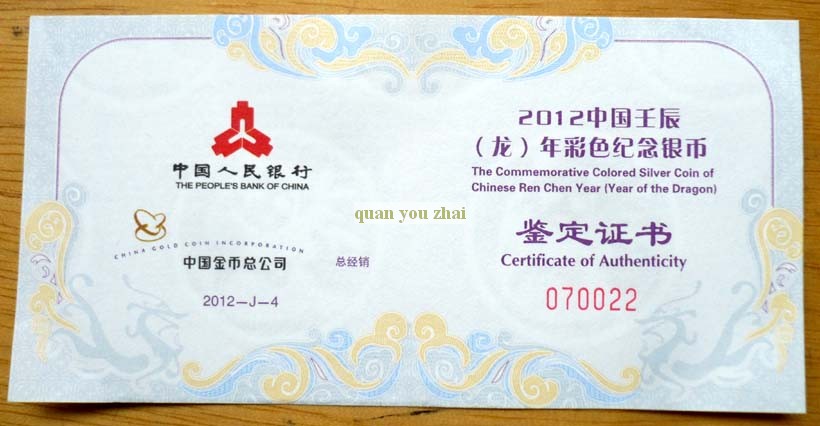 中国人民银行
THE PEOPLE'S BANK OF CHINA
CHINA GOLD COIN INCORPORATION
中国金币总公司
总经销
2012-J-4
quan you zhai
2012中国壬辰
（龙）年彩色纪念银币
The Commemorative Colored Silver Coin of
Chinese Ren Chen Year (Year of the Dragon)
鉴定证书
Certificate of Authenticity
070022